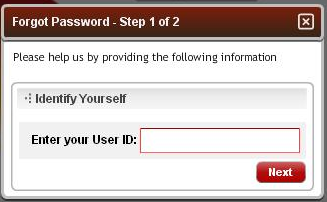 Forgot Password - Step 1 of 2
Please help us by providing the following information
Identify Yourself
Enter your User ID:
Next